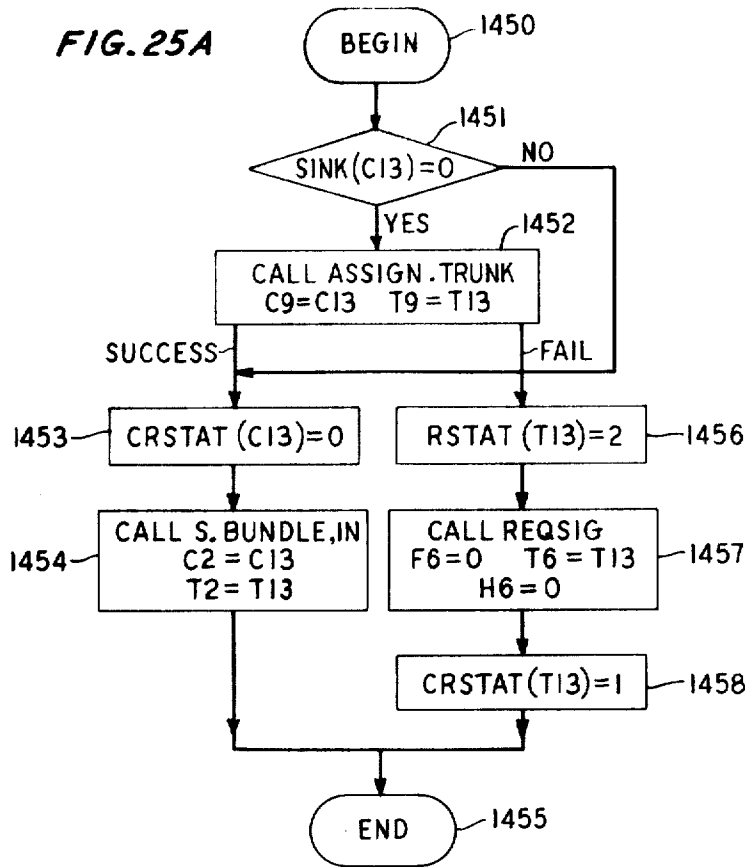 FIG. 25A
BEGIN
1450
1451
SINK(C13)=0
NO
YES
1452
CALL ASSIGN.TRUNK
C9=C13 T9=T13
SUCCESS
FAIL
1453
CRSTAT(C13)=0
RSTAT(T13)=2
1456
1454
CALL S.BUNDLE,IN
C2=C13
T2=T13
CALL REQSIG
F6=0 T6=T13
H6=0
1457
CRSTAT(T13)=1
1458
END
1455